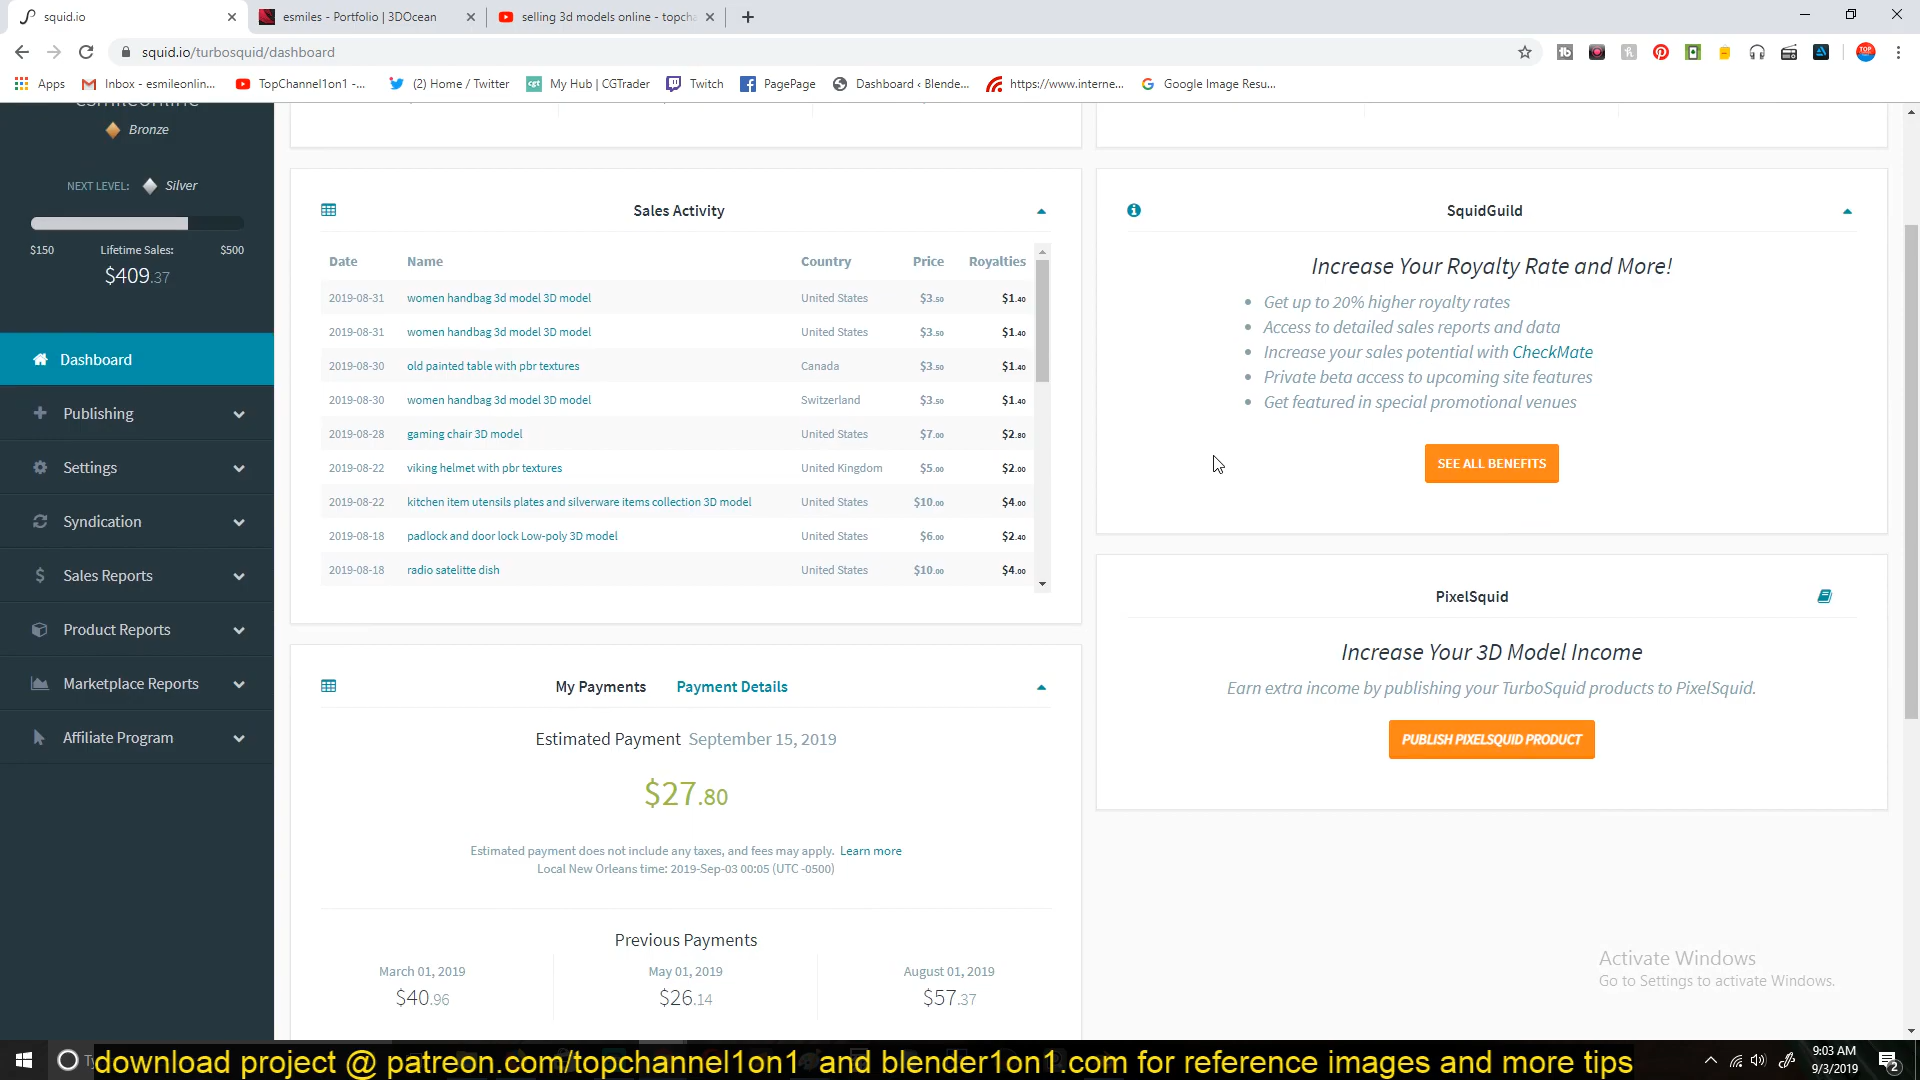 squid.io
esmiles - Portfolio | 3DOcean
selling 3d models online - topcha
squid.io/turbosquid/dashboard
Apps
Inbox - esmileonlin...
TopChannel1on1 -...
(2) Home / Twitter
My Hub | CGTrader
Twitch
PagePage
Dashboard ‹ Blende...
https://www.interne...
Google Image Resu...
esmileonline
Bronze
NEXT LEVEL: Silver
$150 Lifetime Sales: $500
$409.37
Dashboard
Publishing
Settings
Syndication
Sales Reports
Product Reports
Marketplace Reports
Affiliate Program
Sales Activity
Date Name Country Price Royalties
2019-08-31 women handbag 3d model 3D model United States $3.50 $1.40
2019-08-31 women handbag 3d model 3D model United States $3.50 $1.40
2019-08-30 old painted table with pbr textures Canada $3.50 $1.40
2019-08-30 women handbag 3d model 3D model Switzerland $3.50 $1.40
2019-08-28 gaming chair 3D model United States $7.00 $2.80
2019-08-22 viking helmet with pbr textures United Kingdom $5.00 $2.00
2019-08-22 kitchen item utensils plates and silverware items collection 3D model United States $10.00 $4.00
2019-08-18 padlock and door lock Low-poly 3D model United States $6.00 $2.40
2019-08-18 radio satelitte dish United States $10.00 $4.00
My Payments Payment Details
Estimated Payment September 15, 2019
$27.80
Estimated payment does not include any taxes, and fees may apply. Learn more
Local New Orleans time: 2019-Sep-03 00:05 (UTC -0500)
Previous Payments
March 01, 2019 May 01, 2019 August 01, 2019
$40.96 $26.14 $57.37
SquidGuild
Increase Your Royalty Rate and More!
• Get up to 20% higher royalty rates
• Access to detailed sales reports and data
• Increase your sales potential with CheckMate
• Private beta access to upcoming site features
• Get featured in special promotional venues
SEE ALL BENEFITS
PixelSquid
Increase Your 3D Model Income
Earn extra income by publishing your TurboSquid products to PixelSquid.
PUBLISH PIXELSQUID PRODUCT
Activate Windows
Go to Settings to activate Windows.
download project @ patreon.com/topchannel1on1 and blender1on1.com for reference images and more tips
9:03 AM
9/3/2019
2